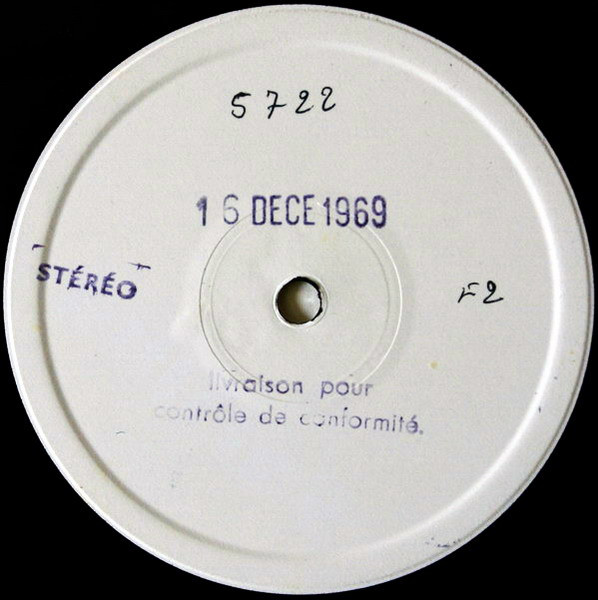 5722
16 DECE 1969
STÉRÉO
F2
livraison pour
contrôle de conformité.